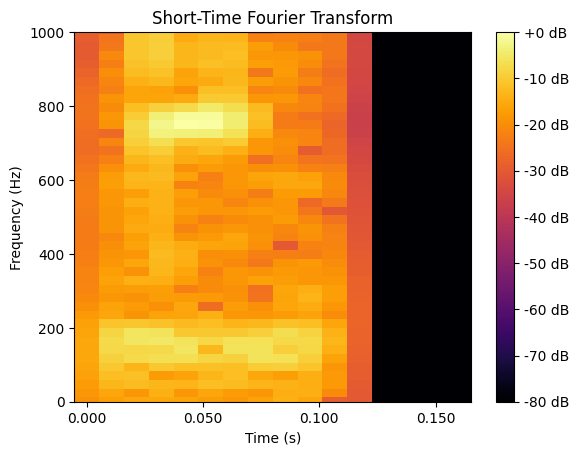 Short-Time Fourier Transform
Frequency (Hz)
1000
800
600
400
200
0
0.000
0.050
0.100
0.150
Time (s)
+0 dB
-10 dB
-20 dB
-30 dB
-40 dB
-50 dB
-60 dB
-70 dB
-80 dB